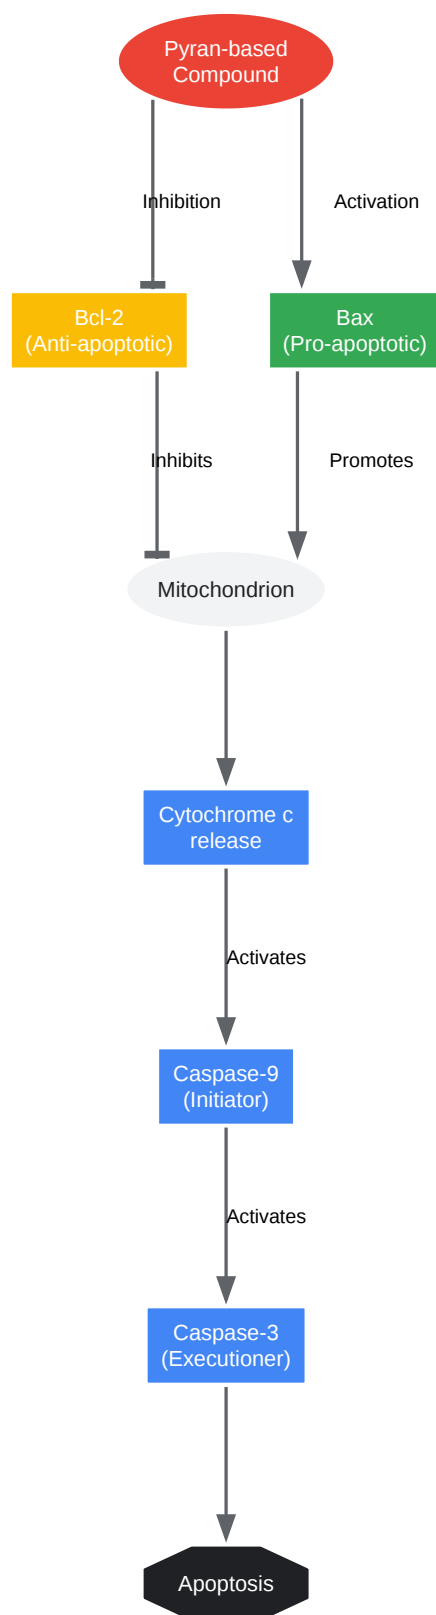 Pyran-based
Compound
Inhibition
Activation
Bcl-2
(Anti-apoptotic)
Bax
(Pro-apoptotic)
Inhibits
Promotes
Mitochondrion
Cytochrome c
release
Activates
Caspase-9
(Initiator)
Activates
Caspase-3
(Executioner)
Apoptosis